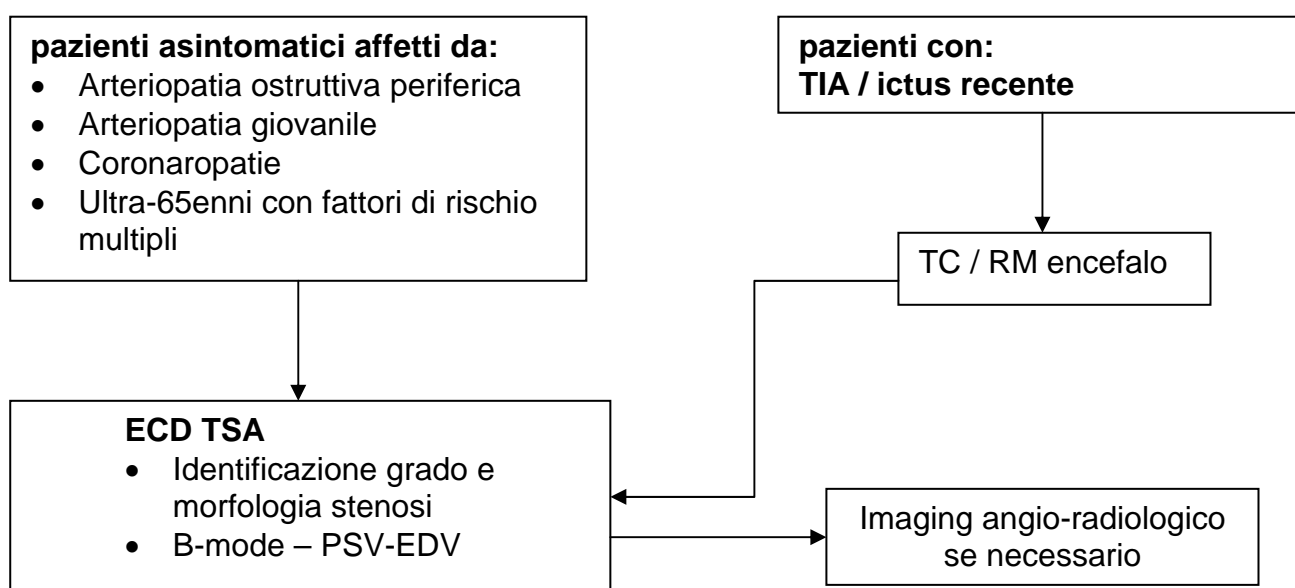 pazienti asintomatici affetti da:
• Arteriopatia ostruttiva periferica
• Arteriopatia giovanile
• Coronaropatie
• Ultra-65enni con fattori di rischio
multipli
pazienti con:
TIA / ictus recente
TC / RM encefalo
ECD TSA
• Identificazione grado e
morfologia stenosi
• B-mode – PSV-EDV
Imaging angio-radiologico
se necessario